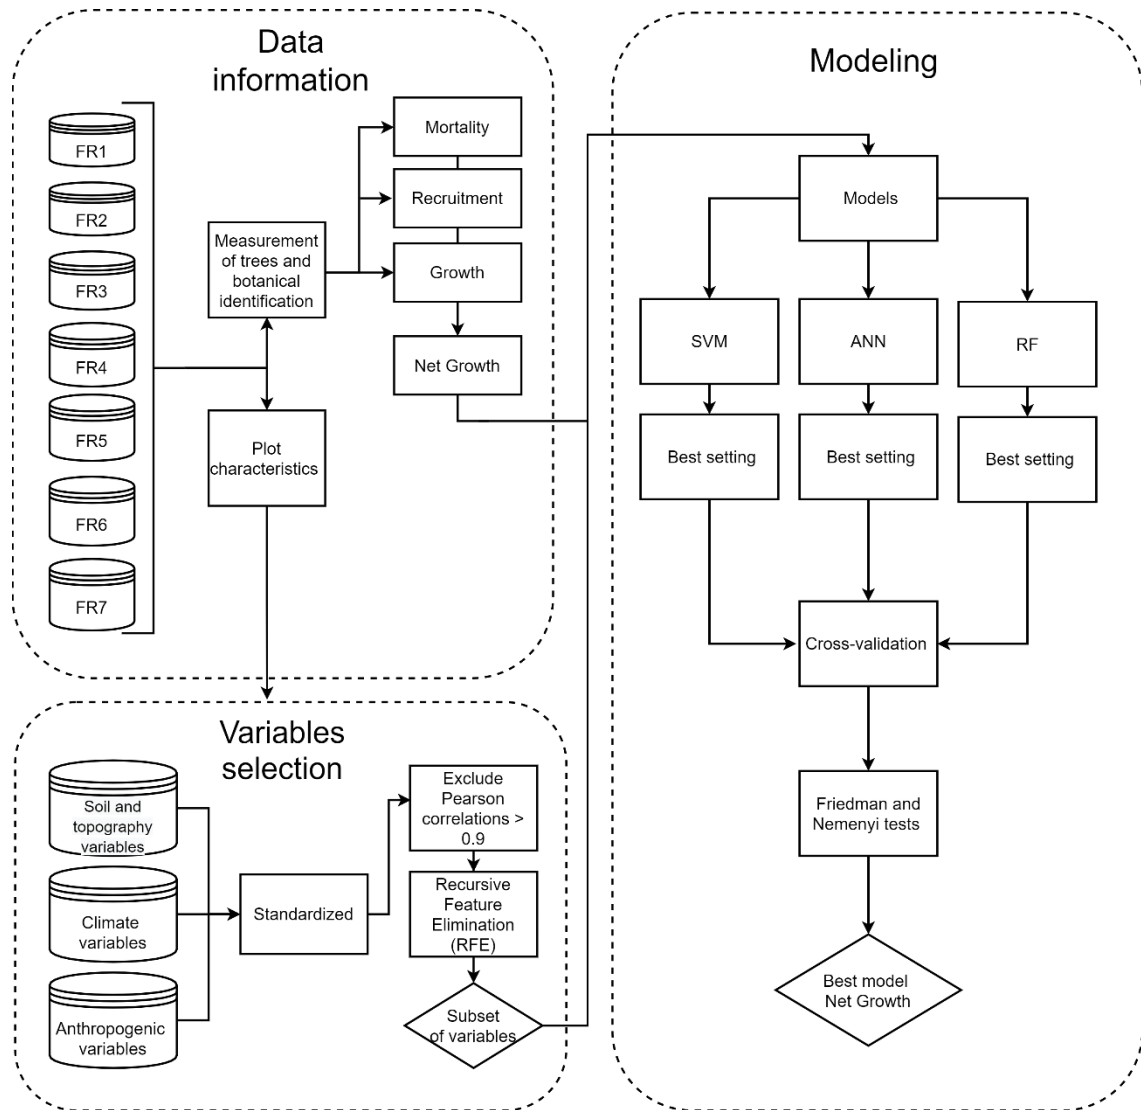 Data
information
FR1
FR2
FR3
FR4
FR5
FR6
FR7
Measurement
of trees and
botanical
identification
Plot
characteristics
Mortality
Recruitment
Growth
Net Growth
Variables
selection
Soil and
topography
variables
Climate
variables
Anthropogenic
variables
Standardized
Exclude
Pearson
correlations >
0.9
Recursive
Feature
Elimination
(RFE)
Subset
of variables
Modeling
Models
SVM
ANN
RF
Best setting
Best setting
Best setting
Cross-validation
Friedman and
Nemenyi tests
Best model
Net Growth